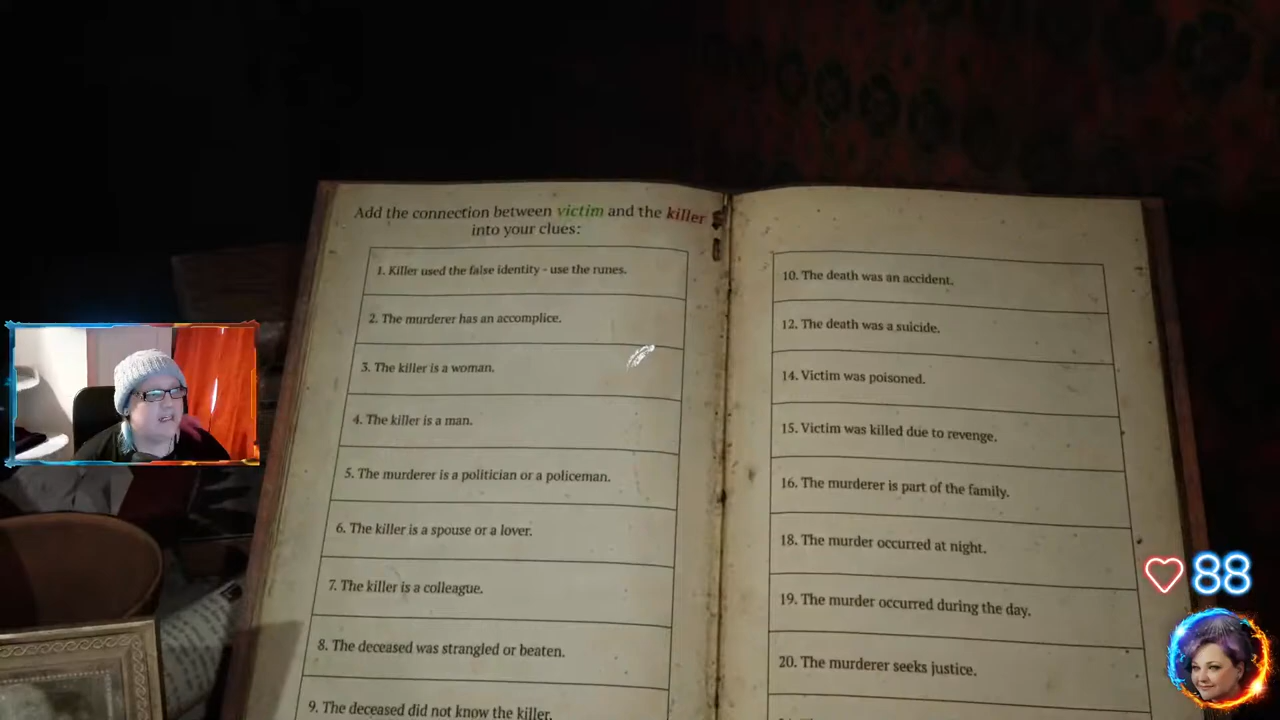 Add the connection between victim and the killer
into your clues:
1. Killer used the false identity - use the runes.
2. The murderer has an accomplice.
3. The killer is a woman.
4. The killer is a man.
5. The murderer is a politician or a policeman.
6. The killer is a spouse or a lover.
7. The killer is a colleague.
8. The deceased was strangled or beaten.
9. The deceased did not know the killer.
10. The death was an accident.
12. The death was a suicide.
14. Victim was poisoned.
15. Victim was killed due to revenge.
16. The murderer is part of the family.
18. The murder occurred at night.
19. The murder occurred during the day.
20. The murderer seeks justice.
88